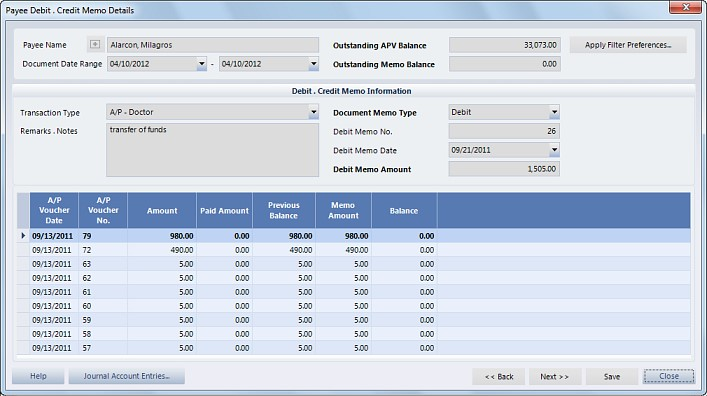 Payee Debit . Credit Memo Details
Payee Name Alarcon, Milagros Outstanding APV Balance 33,073.00 Apply Filter Preferences...
Document Date Range 04/10/2012 - 04/10/2012 Outstanding Memo Balance 0.00
Debit . Credit Memo Information
Transaction Type A/P - Doctor Document Memo Type Debit
Remarks . Notes transfer of funds Debit Memo No. 26
Debit Memo Date 09/21/2011
Debit Memo Amount 1,505.00
A/P Voucher Date A/P Voucher No. Amount Paid Amount Previous Balance Memo Amount Balance
09/13/2011 79 980.00 0.00 980.00 980.00 0.00
09/13/2011 72 490.00 0.00 490.00 490.00 0.00
09/13/2011 63 5.00 0.00 5.00 5.00 0.00
09/13/2011 62 5.00 0.00 5.00 5.00 0.00
09/13/2011 61 5.00 0.00 5.00 5.00 0.00
09/13/2011 60 5.00 0.00 5.00 5.00 0.00
09/13/2011 59 5.00 0.00 5.00 5.00 0.00
09/13/2011 58 5.00 0.00 5.00 5.00 0.00
09/13/2011 57 5.00 0.00 5.00 5.00 0.00
Help Journal Account Entries... << Back Next >> Save Close